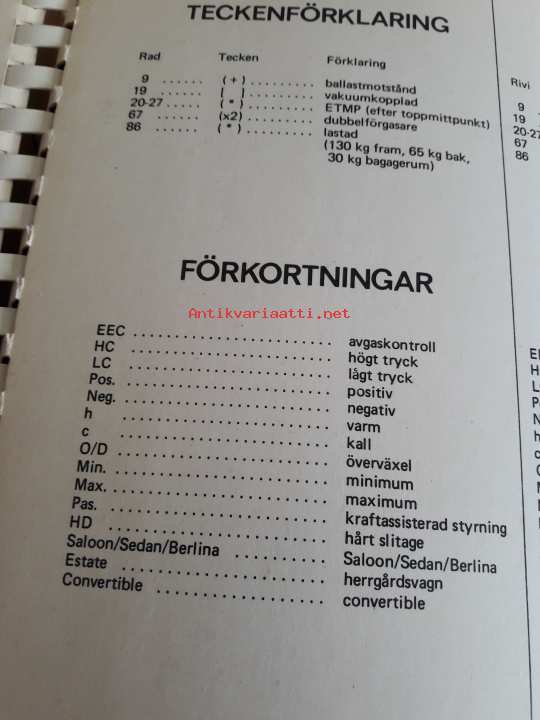 TECKENFÖRKLARING
Rad Tecken Förklaring
9 ...... (+) ......... ballastmotstånd
19 ...... [ ] ......... vakuumkopplad
20-27 ..... (*) ......... ETMP (efter toppmittpunkt)
67 ...... (x2) ......... dubbelförgasare
86 ...... (*) ......... lastad
(130 kg fram, 65 kg bak,
30 kg bagagerum)
FÖRKORTNINGAR
Antikvariaatti.net
EEC ........................ avgaskontroll
HC ........................ högt tryck
LC ........................ lågt tryck
Pos. ........................ positiv
Neg. ........................ negativ
h ........................ varm
c ........................ kall
O/D ........................ överväxel
Min. ........................ minimum
Max. ........................ maximum
Pas. ........................ kraftassisterad styrning
HD ........................ hårt slitage
Saloon/Sedan/Berlina .......... Saloon/Sedan/Berlina
Estate .................... herrgårdsvagn
Convertible .................. convertible
Rivi
9
19
20-27
67
86